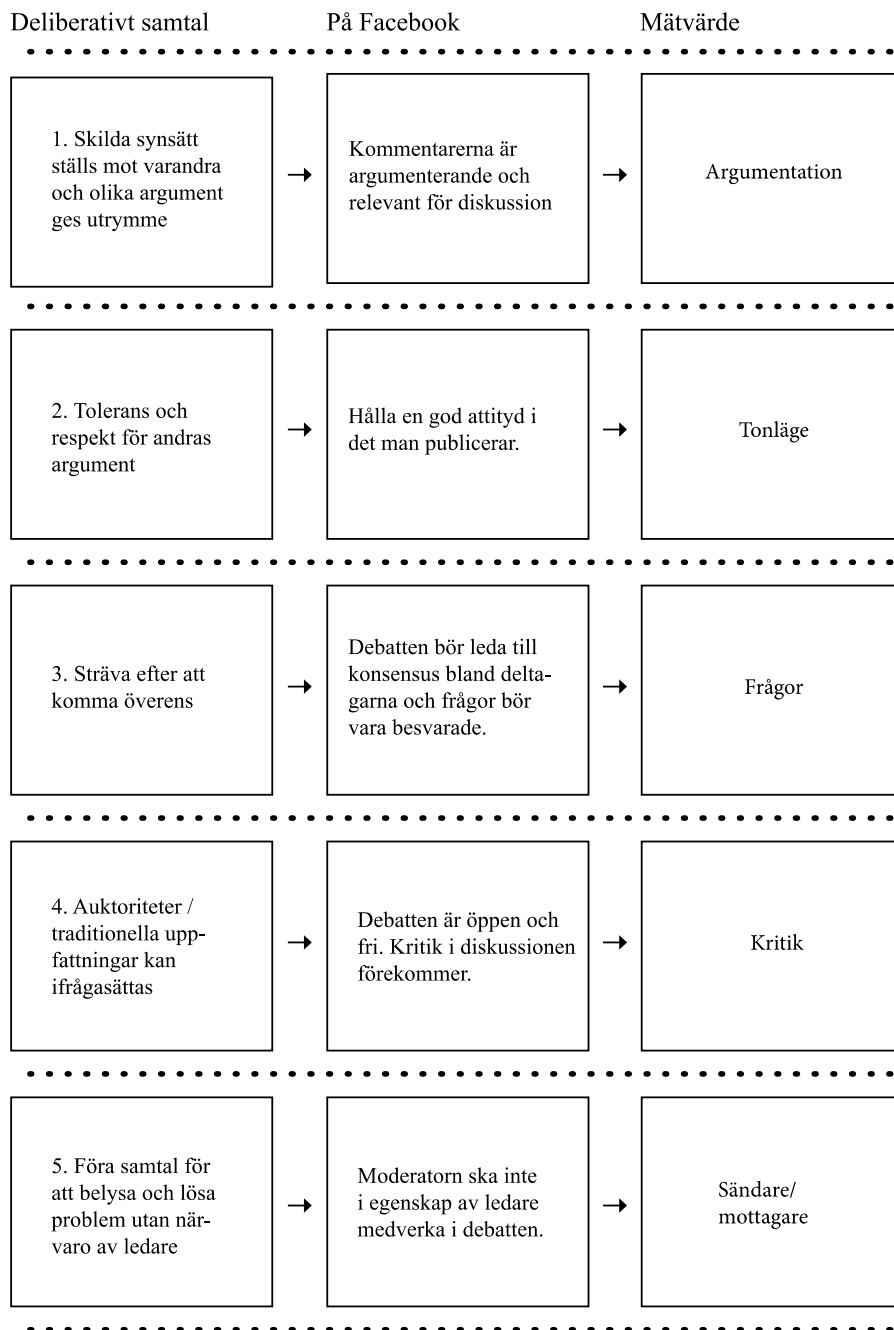 Deliberativt samtal
På Facebook
Mätvärde
1. Skilda synsätt
ställs mot varandra
och olika argument
ges utrymme
Kommentarerna är
argumenterande och
relevant för diskussion
Argumentation
2. Tolerans och
respekt för andras
argument
Hålla en god attityd i
det man publicerar.
Tonläge
3. Sträva efter att
komma överens
Debatten bör leda till
konsensus bland delta-
garna och frågor bör
vara besvarade.
Frågor
4. Auktoriteter /
traditionella upp-
fattningar kan
ifrågasättas
Debatten är öppen och
fri. Kritik i diskussionen
förekommer.
Kritik
5. Föra samtal för
att belysa och lösa
problem utan när-
varo av ledare
Moderatorn ska inte
i egenskap av ledare
medverka i debatten.
Sändare/
mottagare